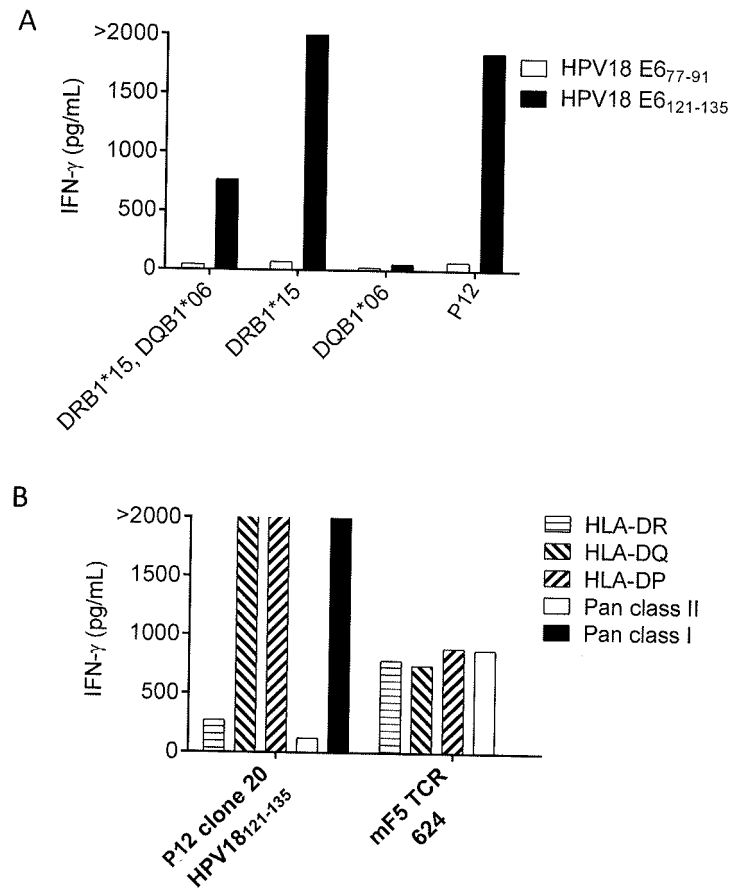 A
IFN-γ (pg/mL)
>2000
1500
1000
500
0
DRB1*15, DQB1*06
DRB1*15
DQB1*06
P12
HPV18 E6₇₇₋₉₁
HPV18 E6₁₂₁₋₁₃₅
B
IFN-γ (pg/mL)
>2000
1500
1000
500
0
P12 clone 20
HPV18₁₂₁₋₁₃₅
mF5 TCR
624
HLA-DR
HLA-DQ
HLA-DP
Pan class II
Pan class I